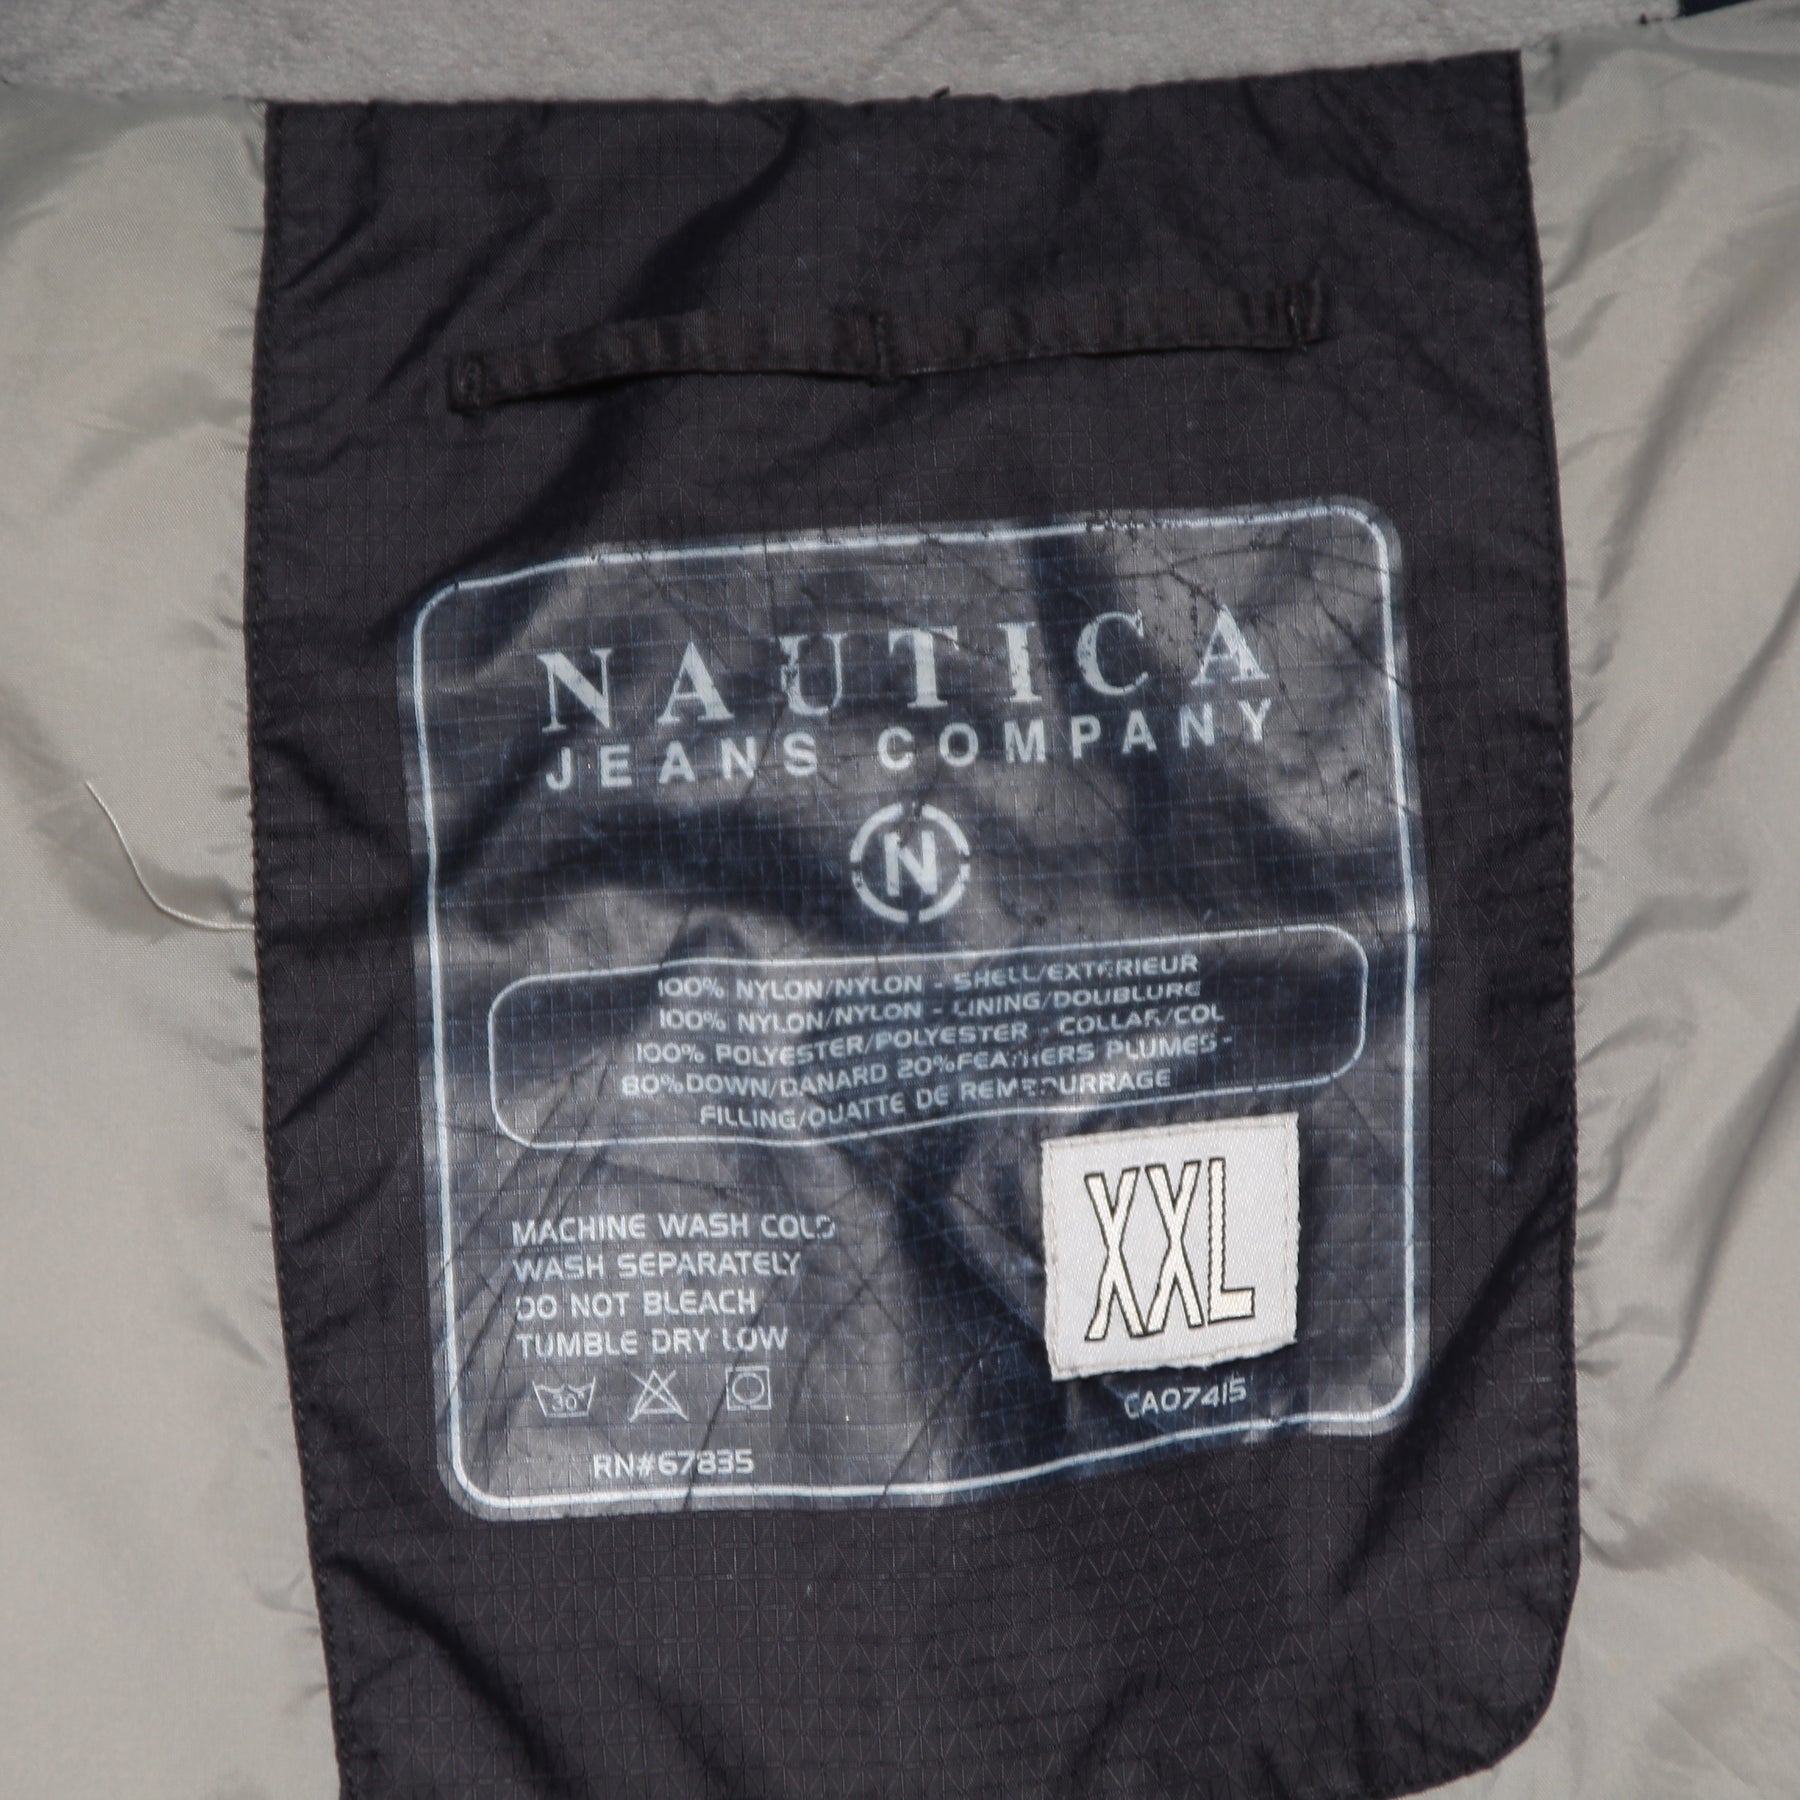 NAUTICA
JEANS COMPANY
N
100% NYLON/NYLON - SHELL/EXTERIEUR
100% NYLON/NYLON - LINING/DOUBLURE
100% POLYESTER/POLYESTER - COLLAR/COL
80%DOWN/DANARD 20%FEATHERS PLUMES-
FILLING/OUATTE DE REMBOURRAGE
MACHINE WASH COLD
WASH SEPARATELY
DO NOT BLEACH
TUMBLE DRY LOW
XXL
30°
CA07415
RN#67835